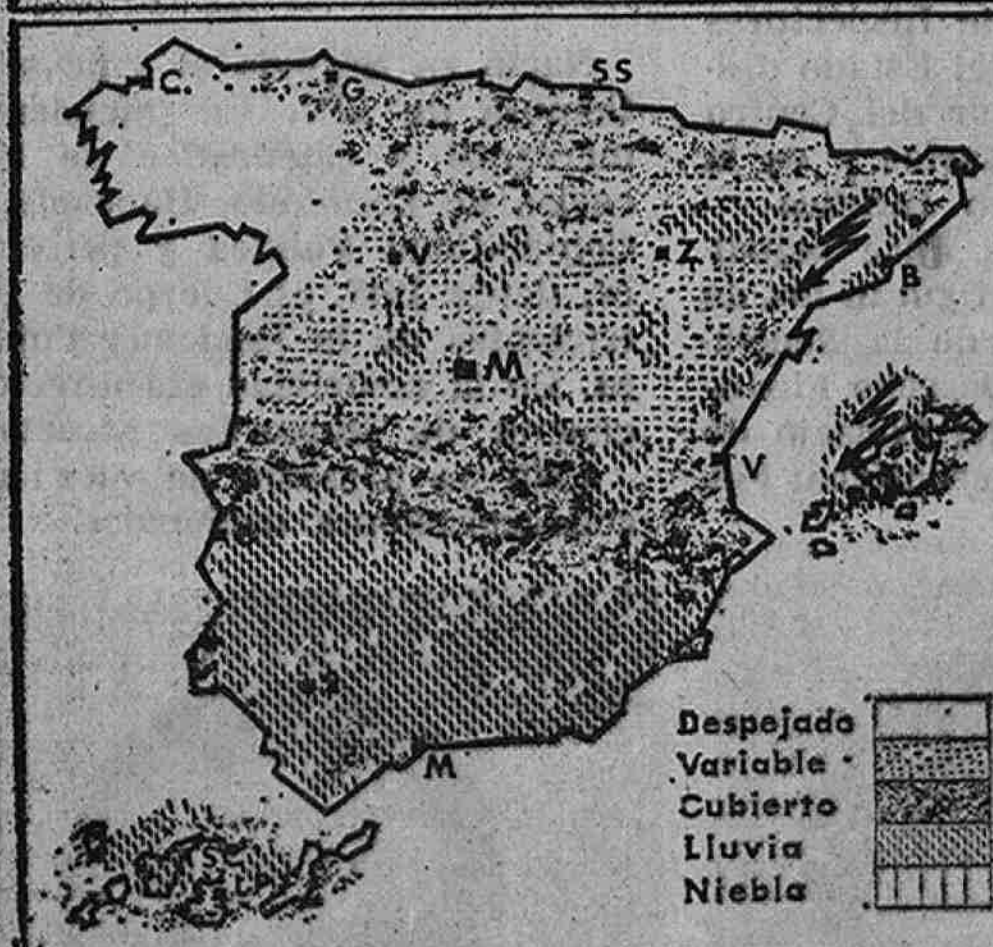 C.
G
SS
V
Z
B
M
V
M
S
Despejado
Variable
Cubierto
Lluvia
Niebla